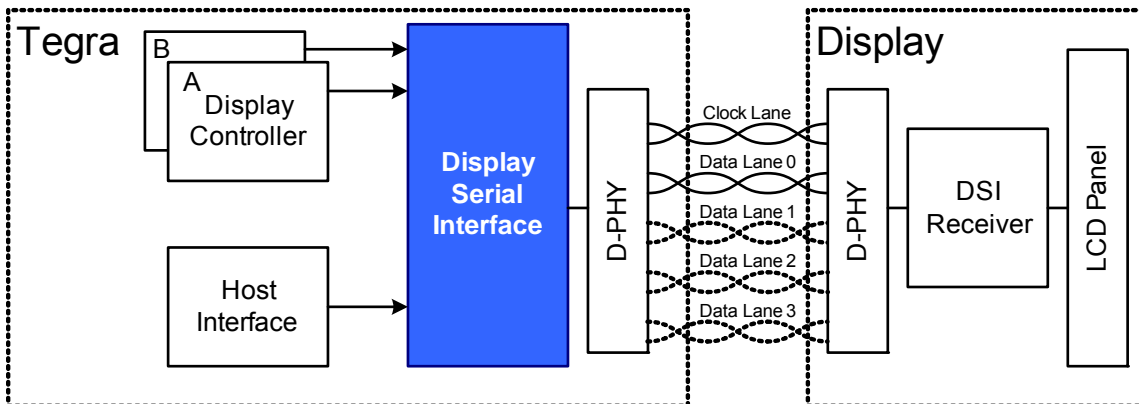 Tegra
B
A
Display
Controller
Host
Interface
Display
Serial
Interface
D-PHY
Clock Lane
Data Lane 0
Data Lane 1
Data Lane 2
Data Lane 3
Display
D-PHY
DSI
Receiver
LCD Panel